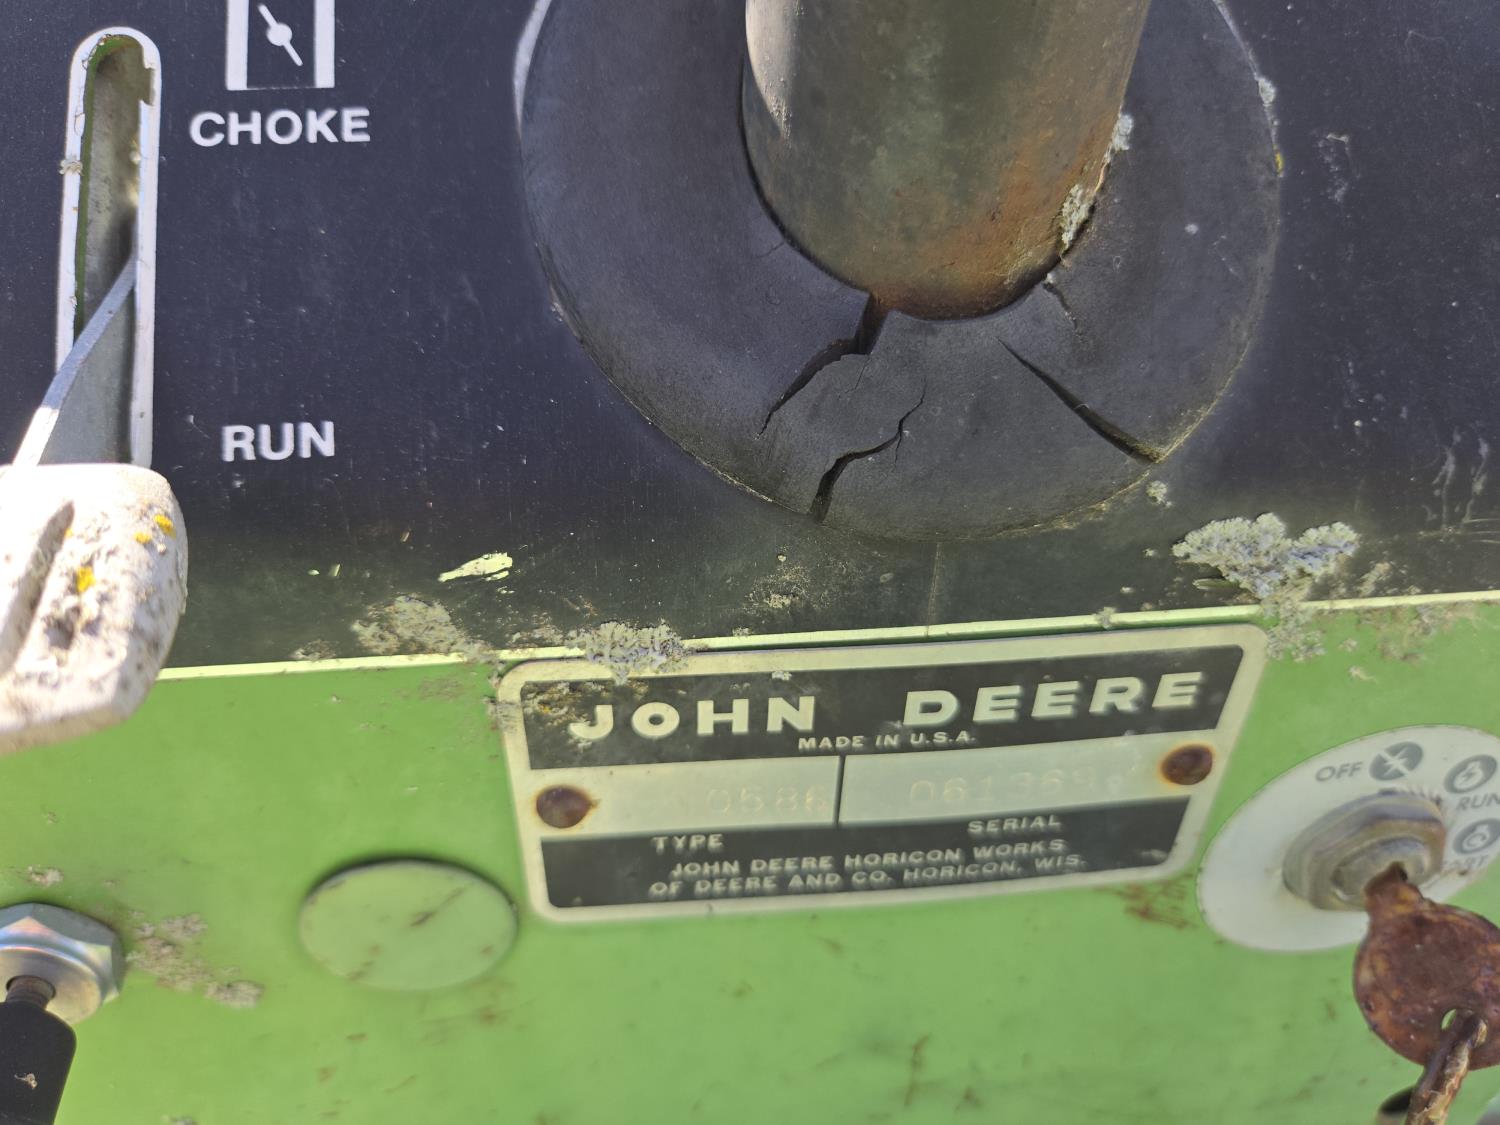 CHOKE
RUN
JOHN DEERE
MADE IN U.S.A.
0586
TYPE
SERIAL
JOHN DEERE HORICON WORKS
OF DEERE AND CO. HORICON, WIS.
OFF
RUN